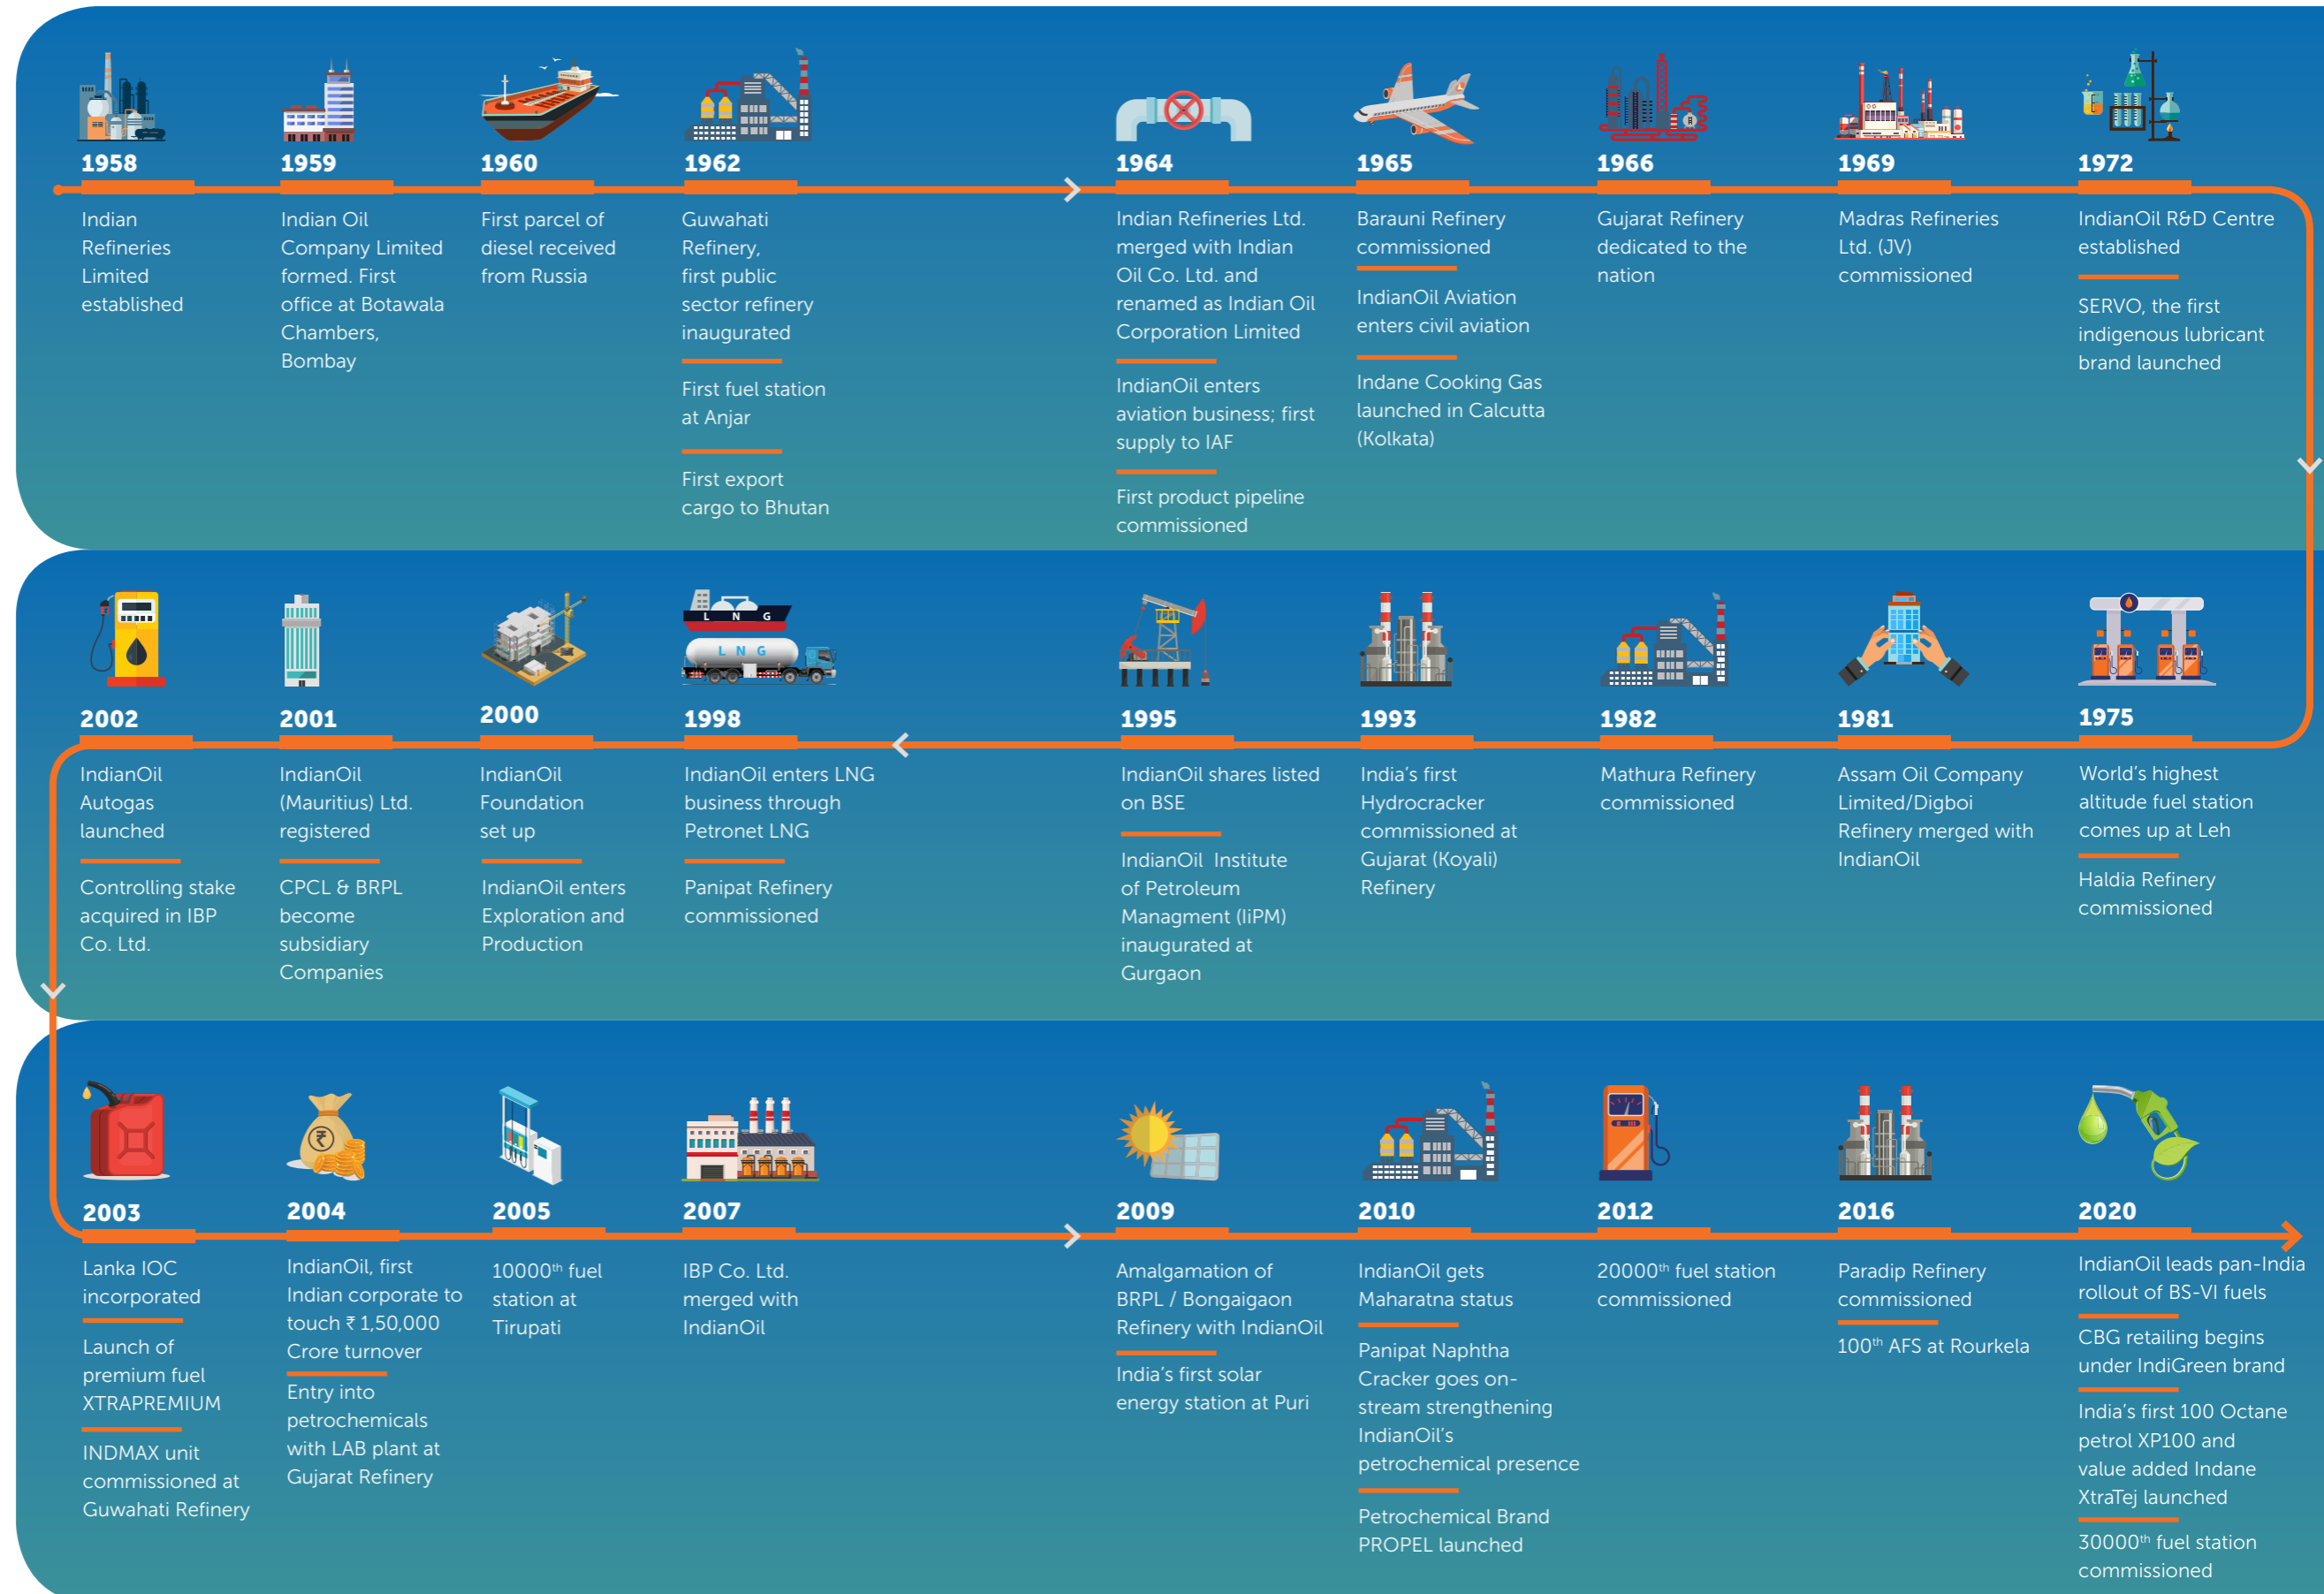 1958
Indian
Refineries
Limited
established
1959
Indian Oil
Company Limited
formed. First
office at Botawala
Chambers,
Bombay
1960
First parcel of
diesel received
from Russia
1962
Guwahati
Refinery,
first public
sector refinery
inaugurated
First fuel station
at Anjar
First export
cargo to Bhutan
1964
Indian Refineries Ltd.
merged with Indian
Oil Co. Ltd. and
renamed as Indian Oil
Corporation Limited
IndianOil enters
aviation business; first
supply to IAF
First product pipeline
commissioned
1965
Barauni Refinery
commissioned
IndianOil Aviation
enters civil aviation
Indane Cooking Gas
launched in Calcutta
(Kolkata)
1966
Gujarat Refinery
dedicated to the
nation
1969
Madras Refineries
Ltd. (JV)
commissioned
1972
IndianOil R&D Centre
established
SERVO, the first
indigenous lubricant
brand launched
1975
World's highest
altitude fuel station
comes up at Leh
Haldia Refinery
commissioned
1981
Assam Oil Company
Limited/Digboi
Refinery merged with
IndianOil
1982
Mathura Refinery
commissioned
1993
India's first
Hydrocracker
commissioned at
Gujarat (Koyali)
Refinery
1995
IndianOil shares listed
on BSE
IndianOil Institute
of Petroleum
Managment (IiPM)
inaugurated at
Gurgaon
L N G
L N G
1998
IndianOil enters LNG
business through
Petronet LNG
Panipat Refinery
commissioned
2000
IndianOil
Foundation
set up
IndianOil enters
Exploration and
Production
2001
IndianOil
(Mauritius) Ltd.
registered
CPCL & BRPL
become
subsidiary
Companies
2002
IndianOil
Autogas
launched
Controlling stake
acquired in IBP
Co. Ltd.
2003
Lanka IOC
incorporated
Launch of
premium fuel
XTRAPREMIUM
INDMAX unit
commissioned at
Guwahati Refinery
₹
2004
IndianOil, first
Indian corporate to
touch ₹ 1,50,000
Crore turnover
Entry into
petrochemicals
with LAB plant at
Gujarat Refinery
2005
10000th fuel
station at
Tirupati
2007
IBP Co. Ltd.
merged with
IndianOil
2009
Amalgamation of
BRPL / Bongaigaon
Refinery with IndianOil
India's first solar
energy station at Puri
2010
IndianOil gets
Maharatna status
Panipat Naphtha
Cracker goes on-
stream strengthening
IndianOil's
petrochemical presence
Petrochemical Brand
PROPEL launched
2012
20000th fuel station
commissioned
2016
Paradip Refinery
commissioned
100th AFS at Rourkela
2020
IndianOil leads pan-India
rollout of BS-VI fuels
CBG retailing begins
under IndiGreen brand
India's first 100 Octane
petrol XP100 and
value added Indane
XtraTej launched
30000th fuel station
commissioned